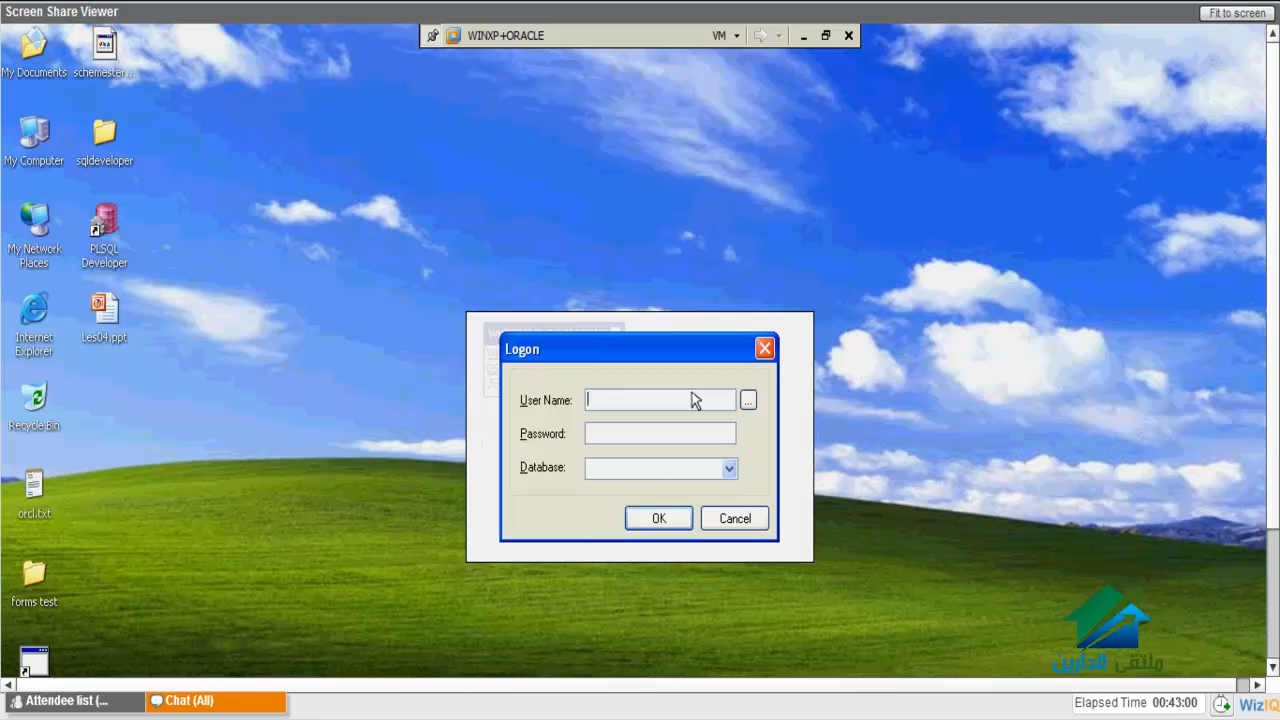 Screen Share Viewer
Fit to screen
WINXP+ORACLE
VM
My Documents
schemester...
My Computer
sqldeveloper
My Network Places
PLSQL Developer
Internet Explorer
Les04.ppt
Recycle Bin
orcl.txt
forms test
Logon
User Name:
...
Password:
Database:
OK
Cancel
ملتقى الدارين
Attendee list (...
Chat (All)
Elapsed Time 00:43:00
WizIQ